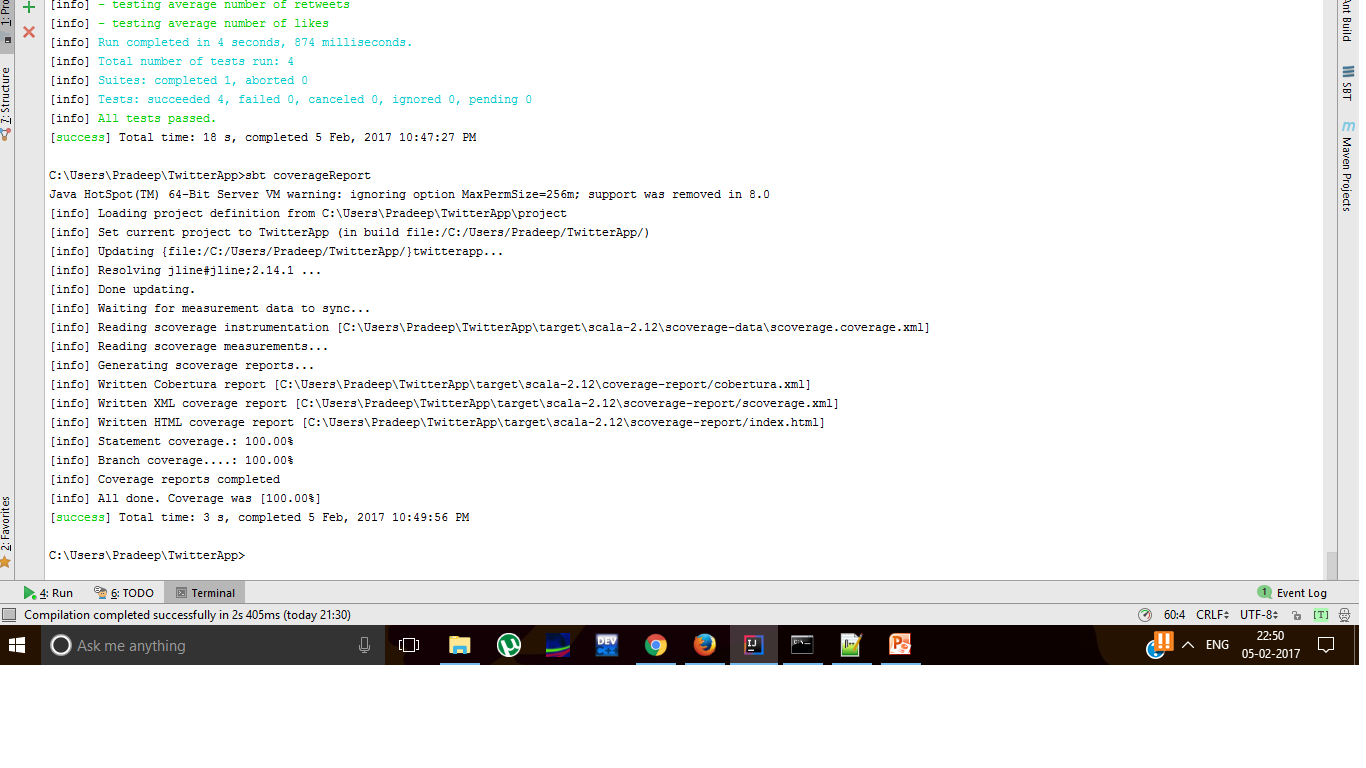 [info] - testing average number of retweets
[info] - testing average number of likes
[info] Run completed in 4 seconds, 874 milliseconds.
[info] Total number of tests run: 4
[info] Suites: completed 1, aborted 0
[info] Tests: succeeded 4, failed 0, canceled 0, ignored 0, pending 0
[info] All tests passed.
[success] Total time: 18 s, completed 5 Feb, 2017 10:47:27 PM
C:\Users\Pradeep\TwitterApp>sbt coverageReport
Java HotSpot(TM) 64-Bit Server VM warning: ignoring option MaxPermSize=256m; support was removed in 8.0
[info] Loading project definition from C:\Users\Pradeep\TwitterApp\project
[info] Set current project to TwitterApp (in build file:/C:/Users/Pradeep/TwitterApp/)
[info] Updating {file:/C:/Users/Pradeep/TwitterApp/}twitterapp...
[info] Resolving jline#jline;2.14.1 ...
[info] Done updating.
[info] Waiting for measurement data to sync...
[info] Reading scoverage instrumentation [C:\Users\Pradeep\TwitterApp\target\scala-2.12\scoverage-data\scoverage.coverage.xml]
[info] Reading scoverage measurements...
[info] Generating scoverage reports...
[info] Written Cobertura report [C:\Users\Pradeep\TwitterApp\target\scala-2.12\coverage-report/cobertura.xml]
[info] Written XML coverage report [C:\Users\Pradeep\TwitterApp\target\scala-2.12\scoverage-report/scoverage.xml]
[info] Written HTML coverage report [C:\Users\Pradeep\TwitterApp\target\scala-2.12\scoverage-report/index.html]
[info] Statement coverage.: 100.00%
[info] Branch coverage....: 100.00%
[info] Coverage reports completed
[info] All done. Coverage was [100.00%]
[success] Total time: 3 s, completed 5 Feb, 2017 10:49:56 PM
C:\Users\Pradeep\TwitterApp>
1: Pro
7: Structure
2: Favorites
Ant Build
SBT
m
Maven Projects
4: Run
6: TODO
Terminal
1 Event Log
Compilation completed successfully in 2s 405ms (today 21:30)
60:4
CRLF
UTF-8
[T]
Ask me anything
DEV
IJ
ENG
22:50
05-02-2017